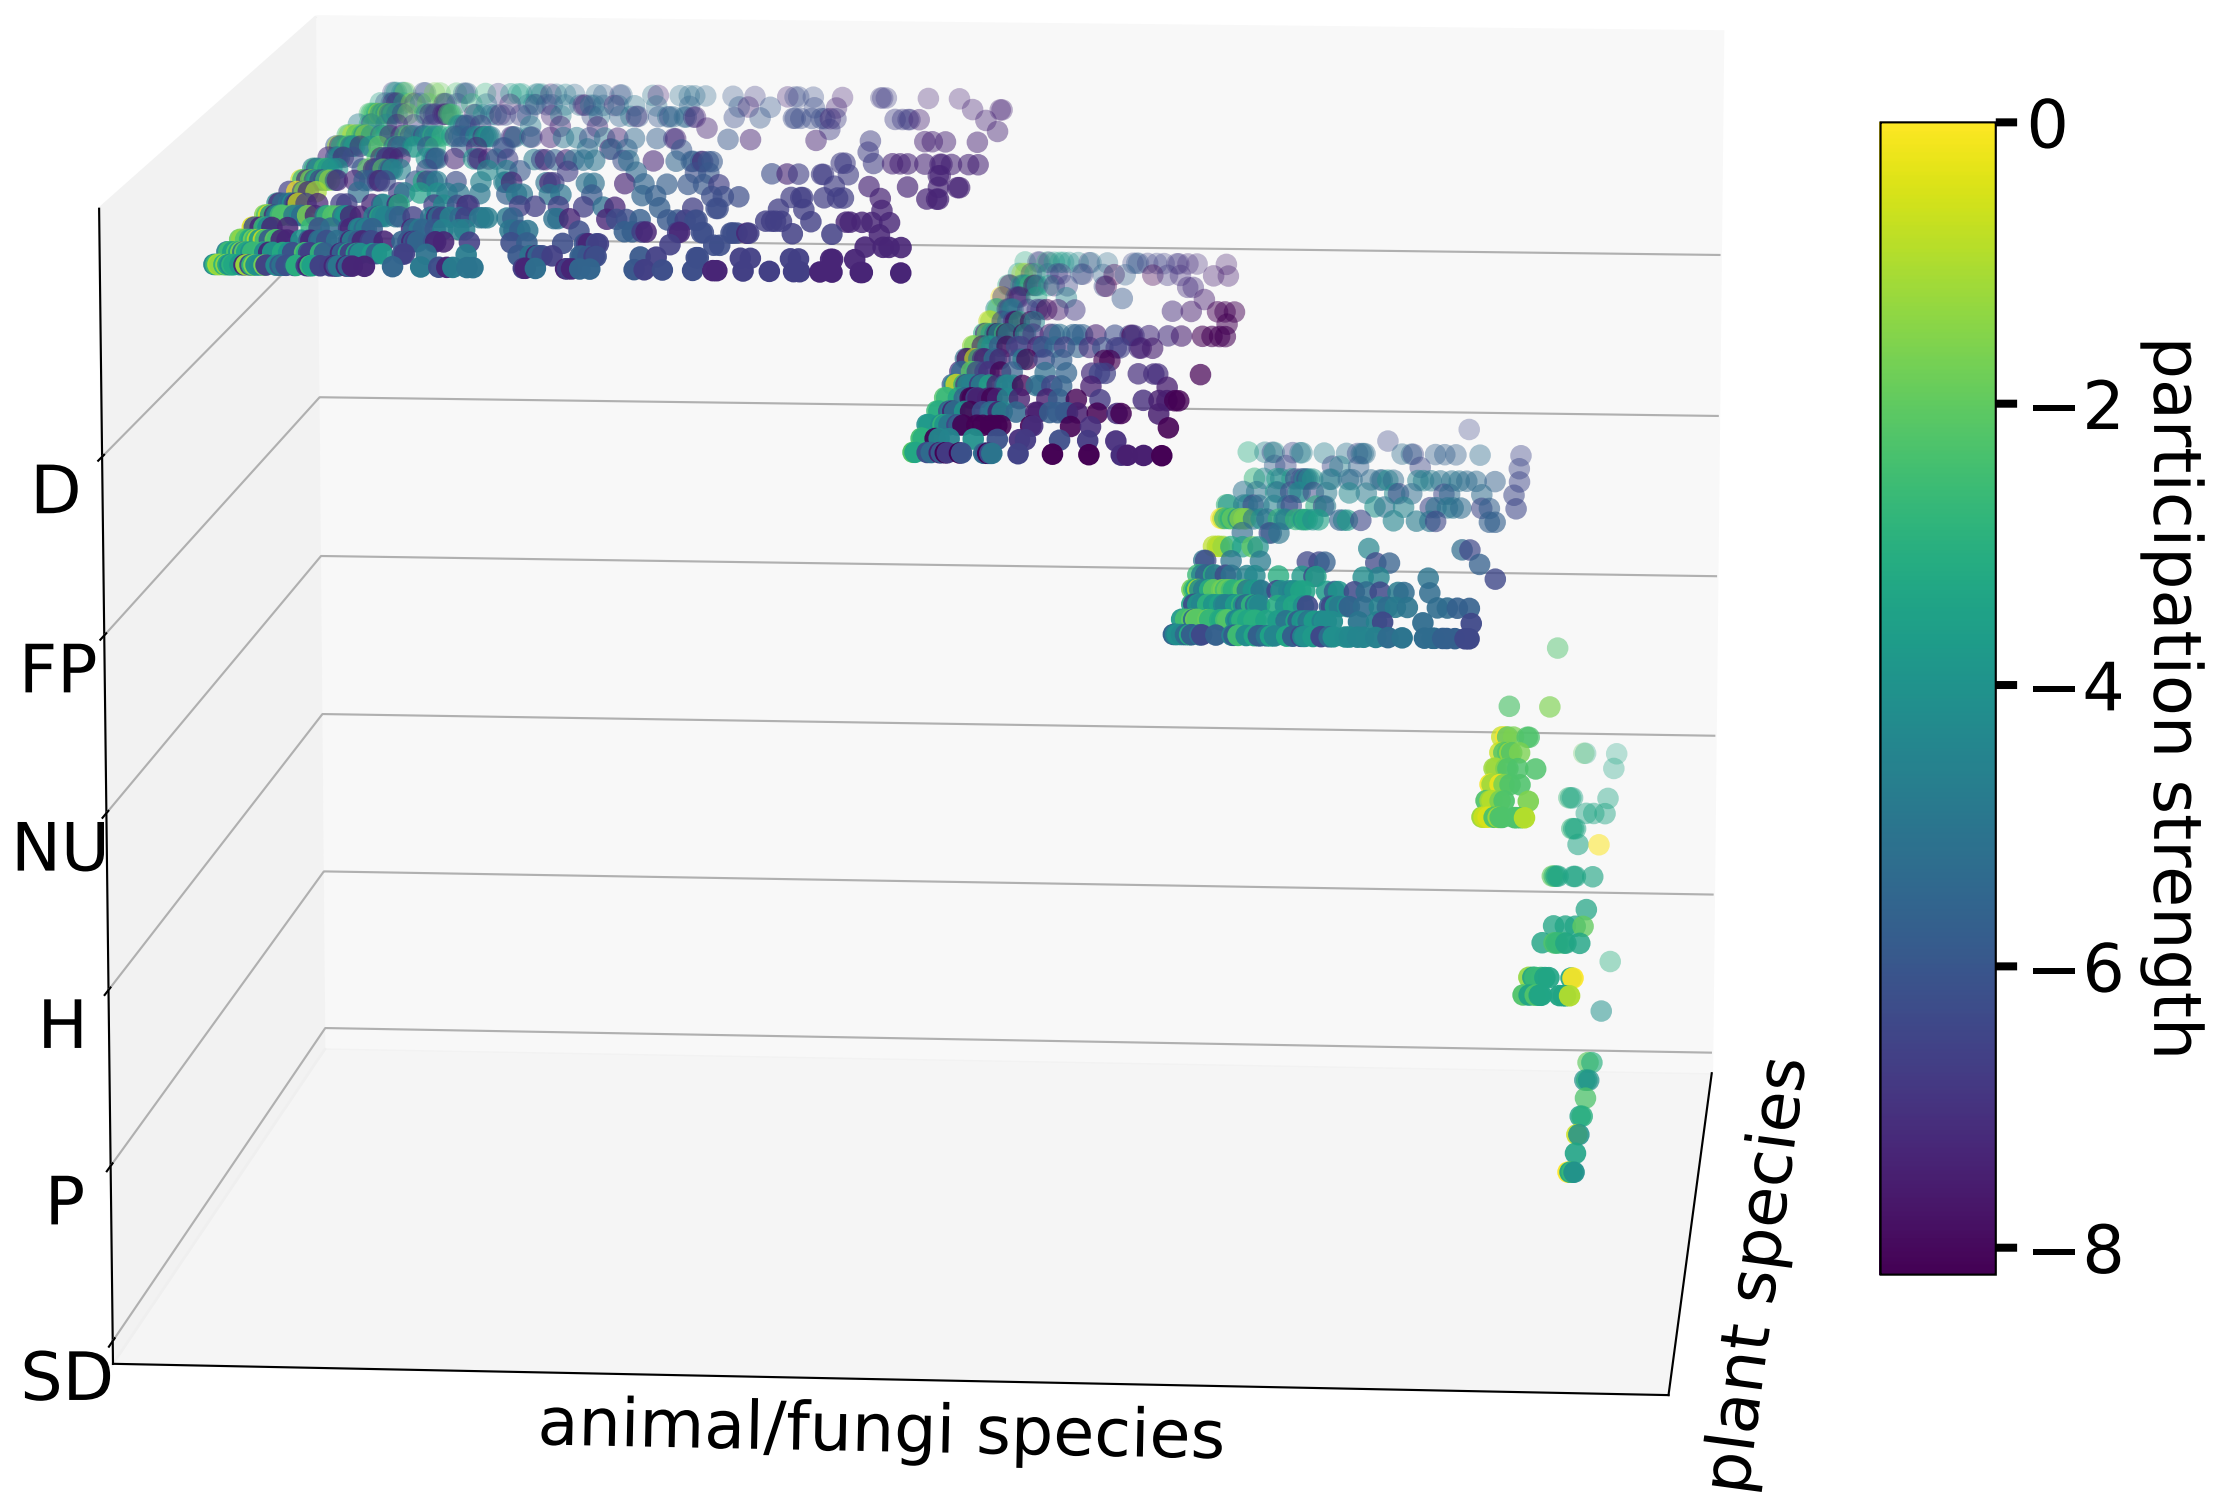 D
FP
NU
H
P
SD
animal/fungi species
plant species
0
−2
−4
−6
−8
participation strength